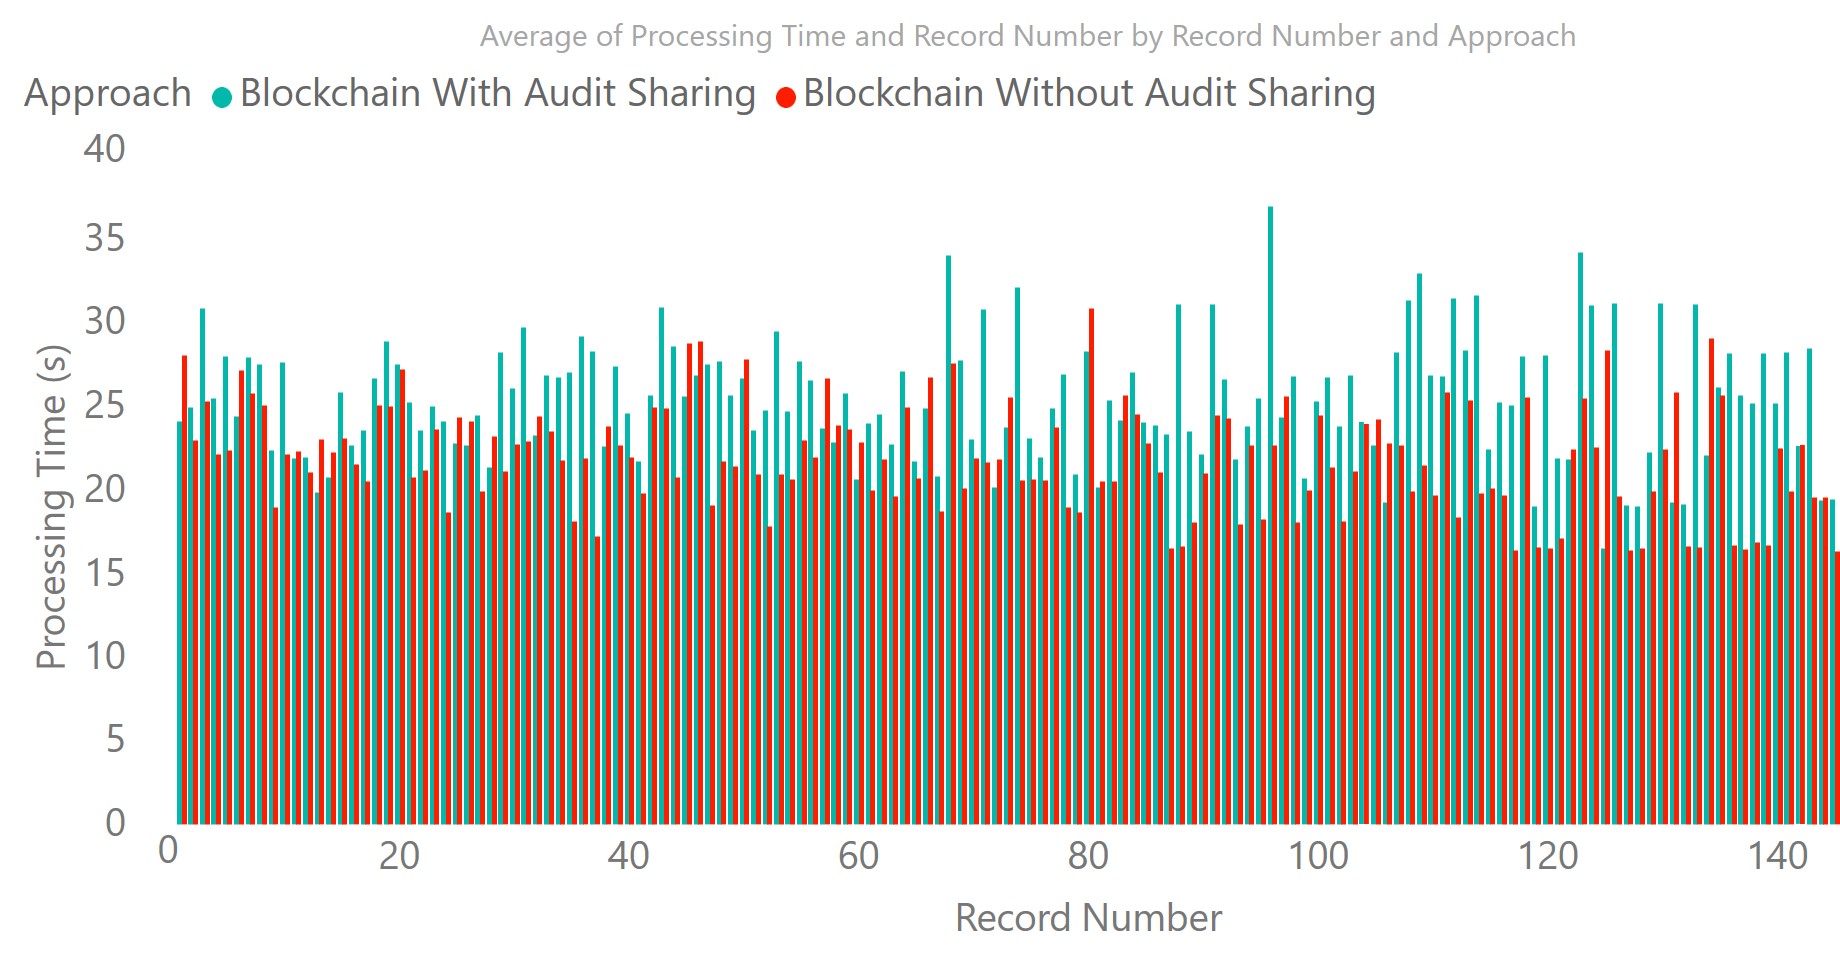 Average of Processing Time and Record Number by Record Number and Approach
Approach Blockchain With Audit Sharing Blockchain Without Audit Sharing
40
35
30
25
20
15
10
5
0
Processing Time (s)
0 20 40 60 80 100 120 140
Record Number